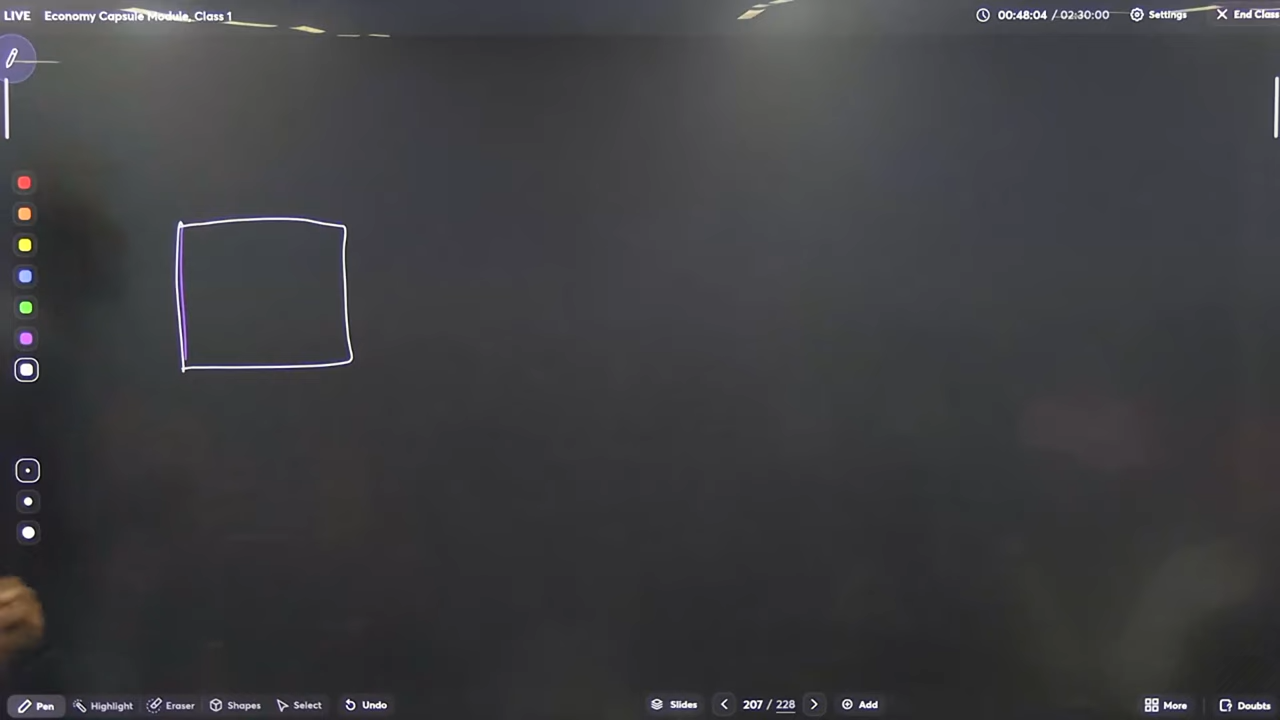 LIVE Economy Capsule Module, Class 1 00:48:04 / 02:30:00 Settings End Class
Pen Highlight Eraser Shapes Select Undo Slides 207 / 228 Add More Doubts